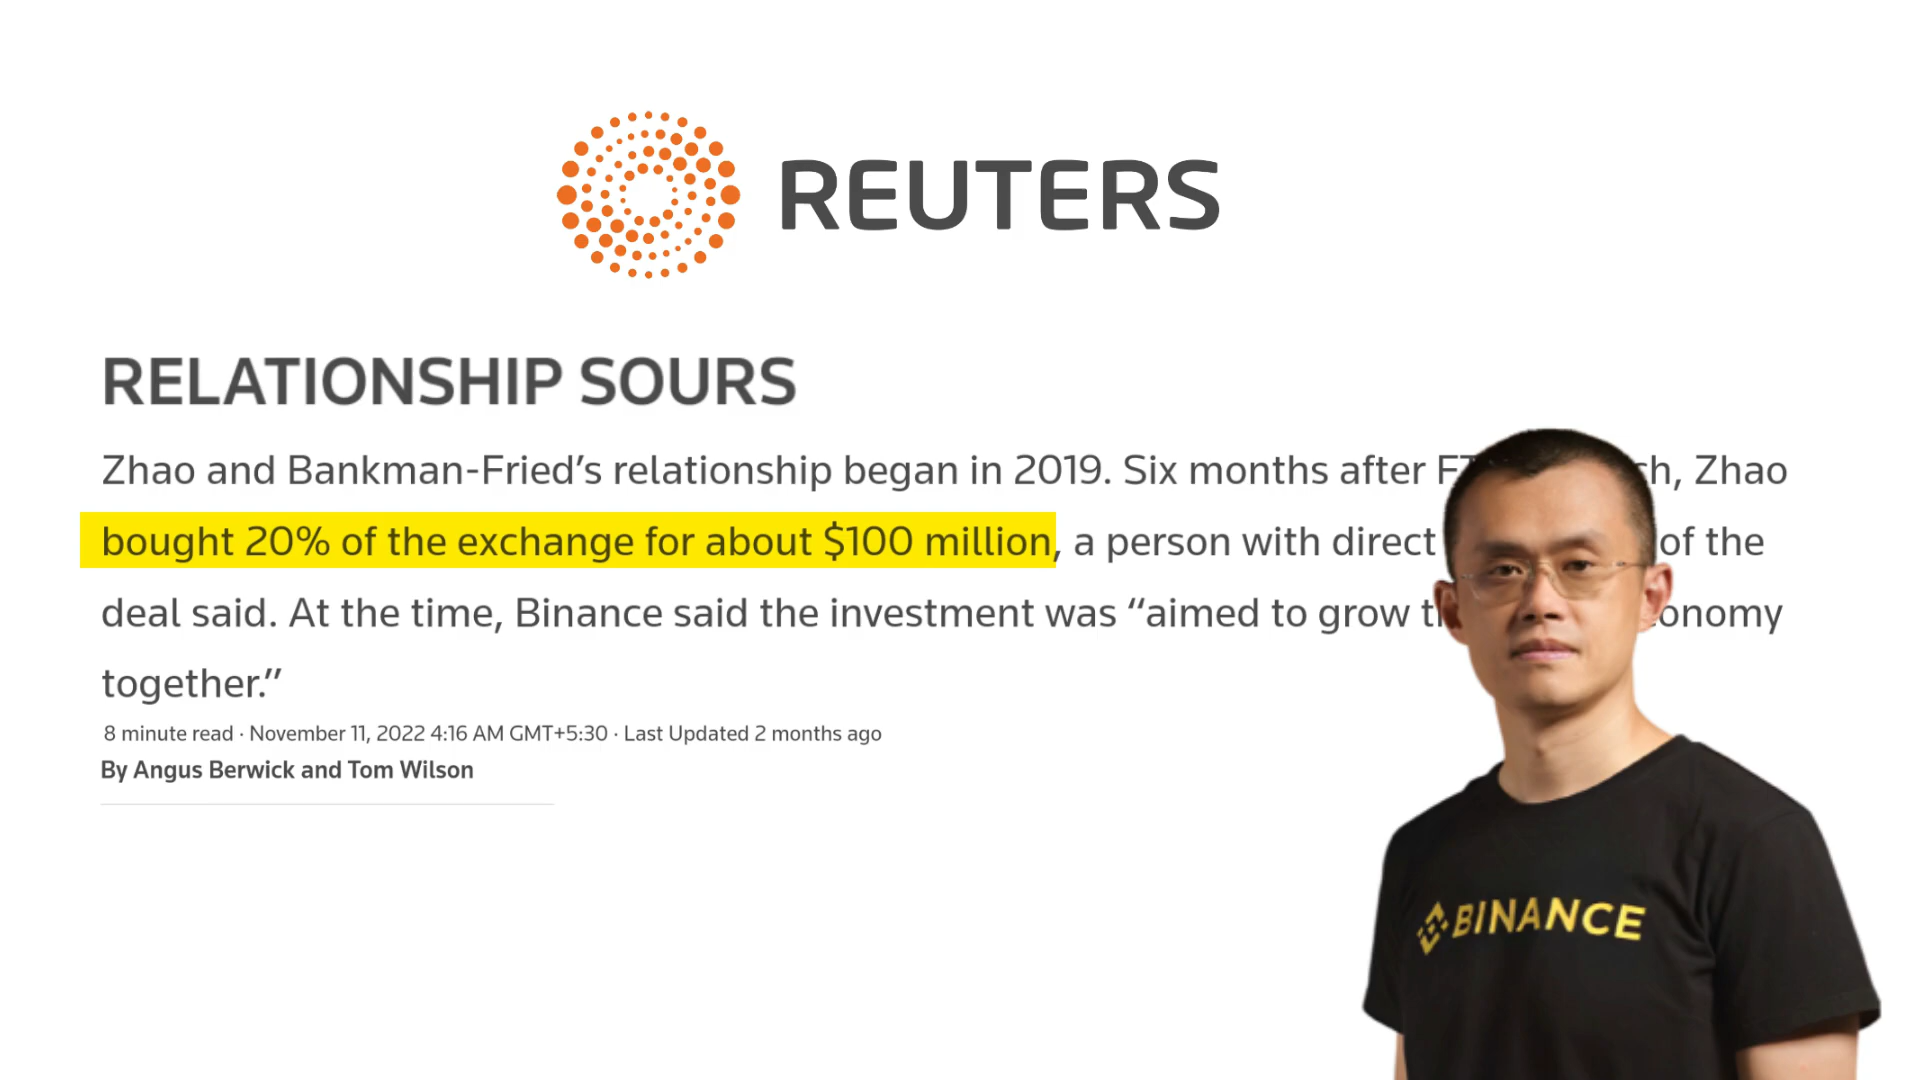 REUTERS
RELATIONSHIP SOURS
Zhao and Bankman-Fried’s relationship began in 2019. Six months after Zhao
bought 20% of the exchange for about $100 million, a person with direct of the
deal said. At the time, Binance said the investment was “aimed to grow
together.”
8 minute read · November 11, 2022 4:16 AM GMT+5:30 · Last Updated 2 months ago
By Angus Berwick and Tom Wilson
BINANCE